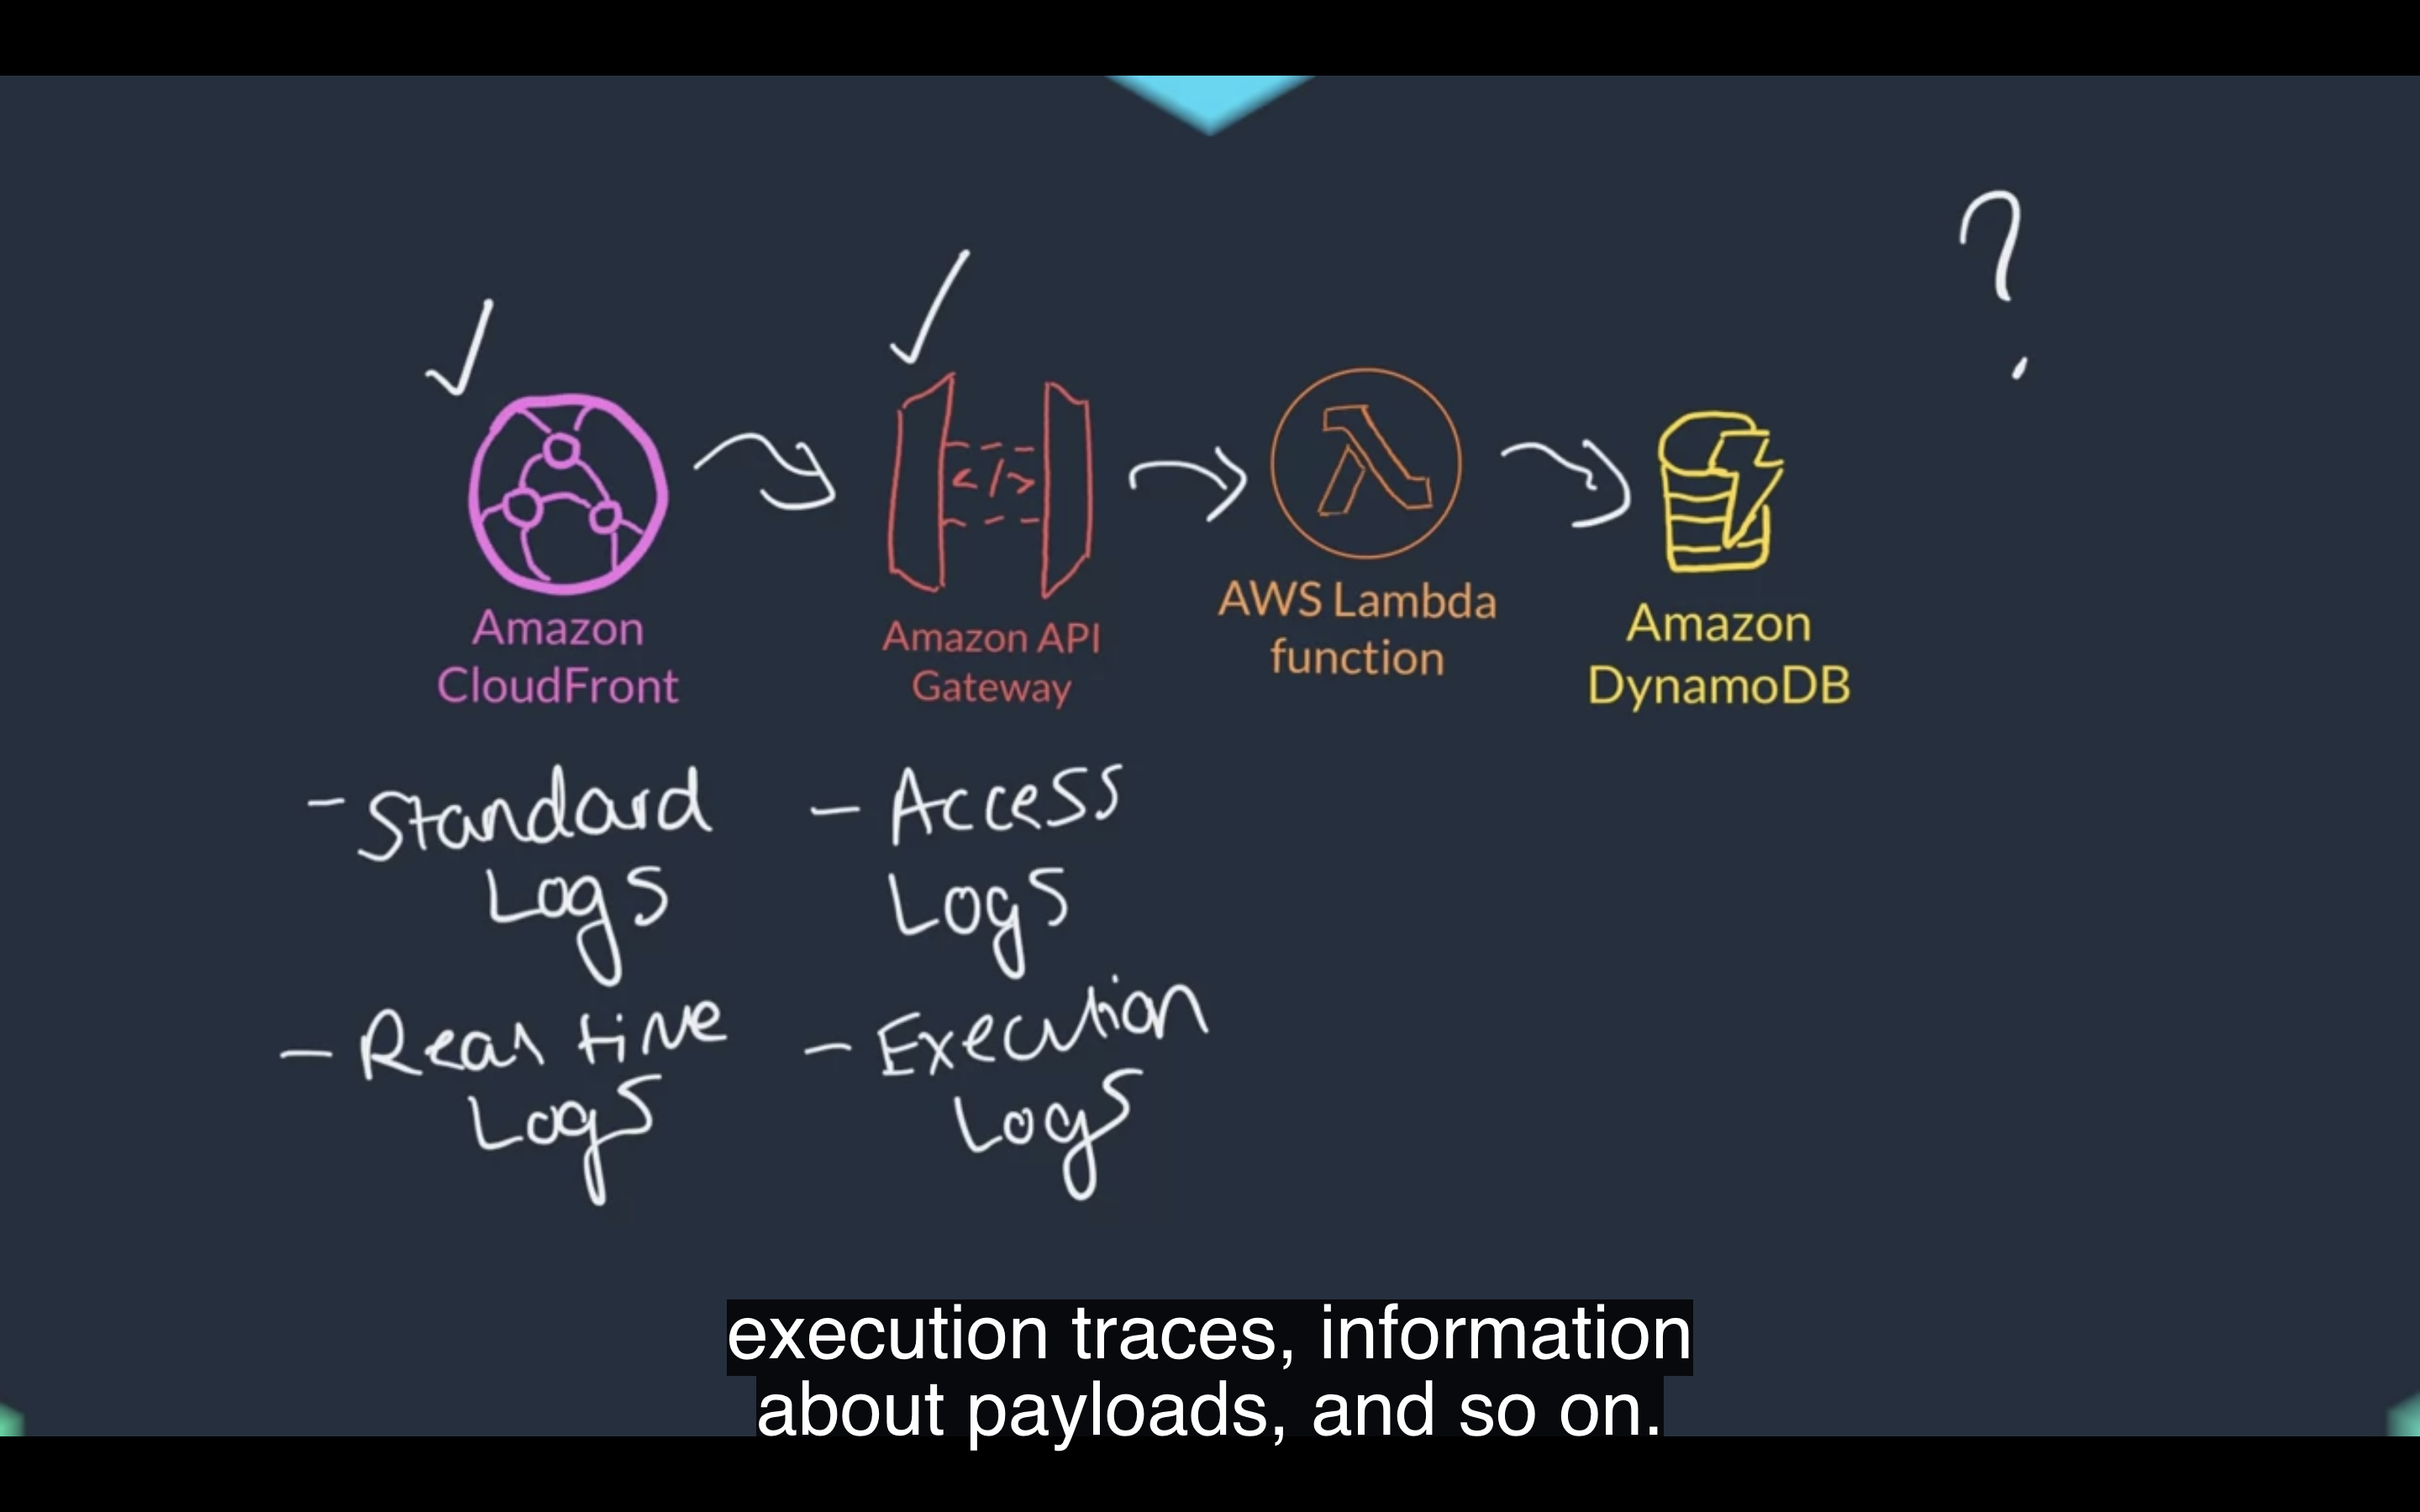 ?
Amazon
CloudFront
</>
Amazon API
Gateway
AWS Lambda
function
Amazon
DynamoDB
- Standard
Logs
- Real time
Logs
- Access
Logs
- Execution
Logs
execution traces, information
about payloads, and so on.